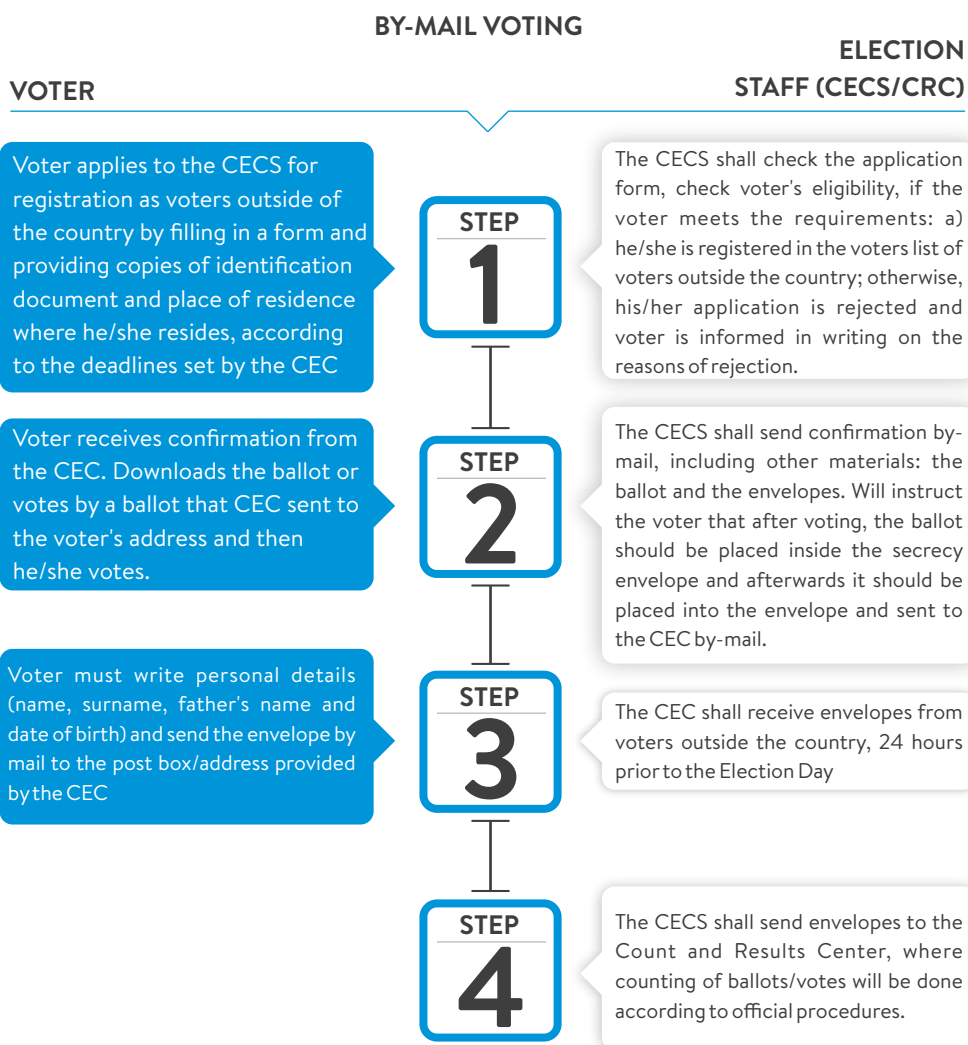 BY-MAIL VOTING
VOTER
ELECTION
STAFF (CECS/CRC)
Voter applies to the CECS for
registration as voters outside of
the country by filling in a form and
providing copies of identification
document and place of residence
where he/she resides, according
to the deadlines set by the CEC
STEP
1
The CECS shall check the application
form, check voter's eligibility, if the
voter meets the requirements: a)
he/she is registered in the voters list of
voters outside the country; otherwise,
his/her application is rejected and
voter is informed in writing on the
reasons of rejection.
Voter receives confirmation from
the CEC. Downloads the ballot or
votes by a ballot that CEC sent to
the voter's address and then
he/she votes.
STEP
2
The CECS shall send confirmation by-
mail, including other materials: the
ballot and the envelopes. Will instruct
the voter that after voting, the ballot
should be placed inside the secrecy
envelope and afterwards it should be
placed into the envelope and sent to
the CEC by-mail.
Voter must write personal details
(name, surname, father's name and
date of birth) and send the envelope by
mail to the post box/address provided
by the CEC
STEP
3
The CEC shall receive envelopes from
voters outside the country, 24 hours
prior to the Election Day
STEP
4
The CECS shall send envelopes to the
Count and Results Center, where
counting of ballots/votes will be done
according to official procedures.